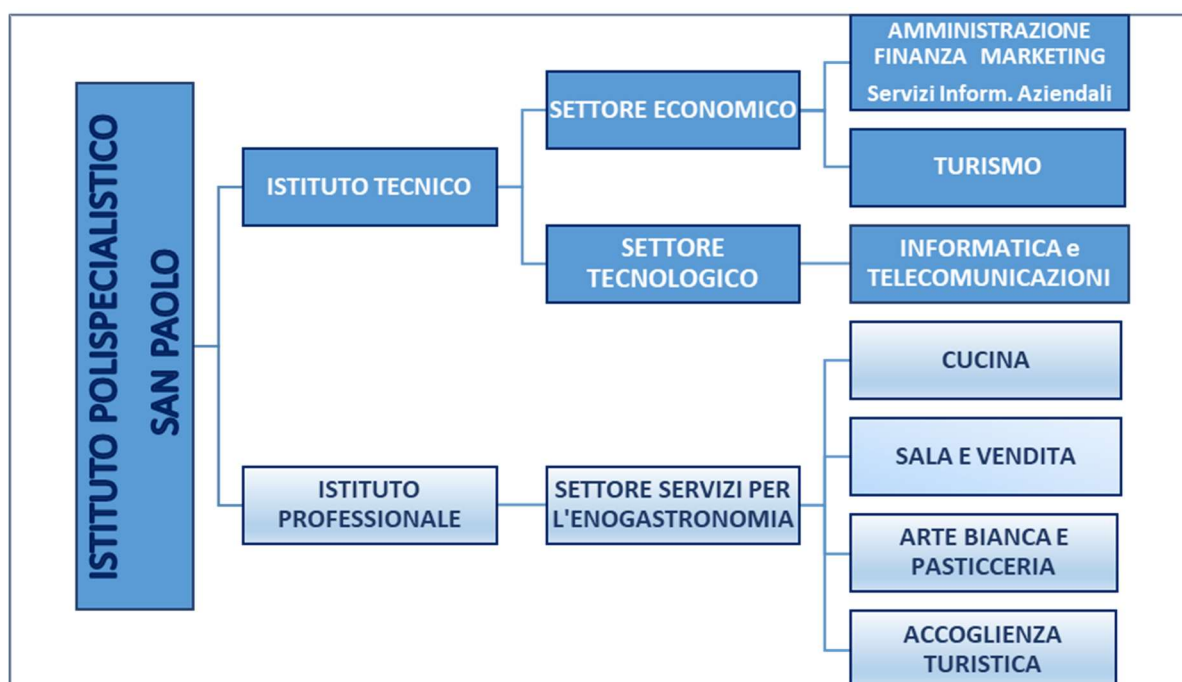 ISTITUTO POLISPECIALISTICO
SAN PAOLO
ISTITUTO TECNICO
SETTORE ECONOMICO
AMMINISTRAZIONE
FINANZA MARKETING
Servizi Inform. Aziendali
TURISMO
SETTORE
TECNOLOGICO
INFORMATICA e
TELECOMUNICAZIONI
ISTITUTO
PROFESSIONALE
SETTORE SERVIZI PER
L'ENOGASTRONOMIA
CUCINA
SALA E VENDITA
ARTE BIANCA E
PASTICCERIA
ACCOGLIENZA
TURISTICA